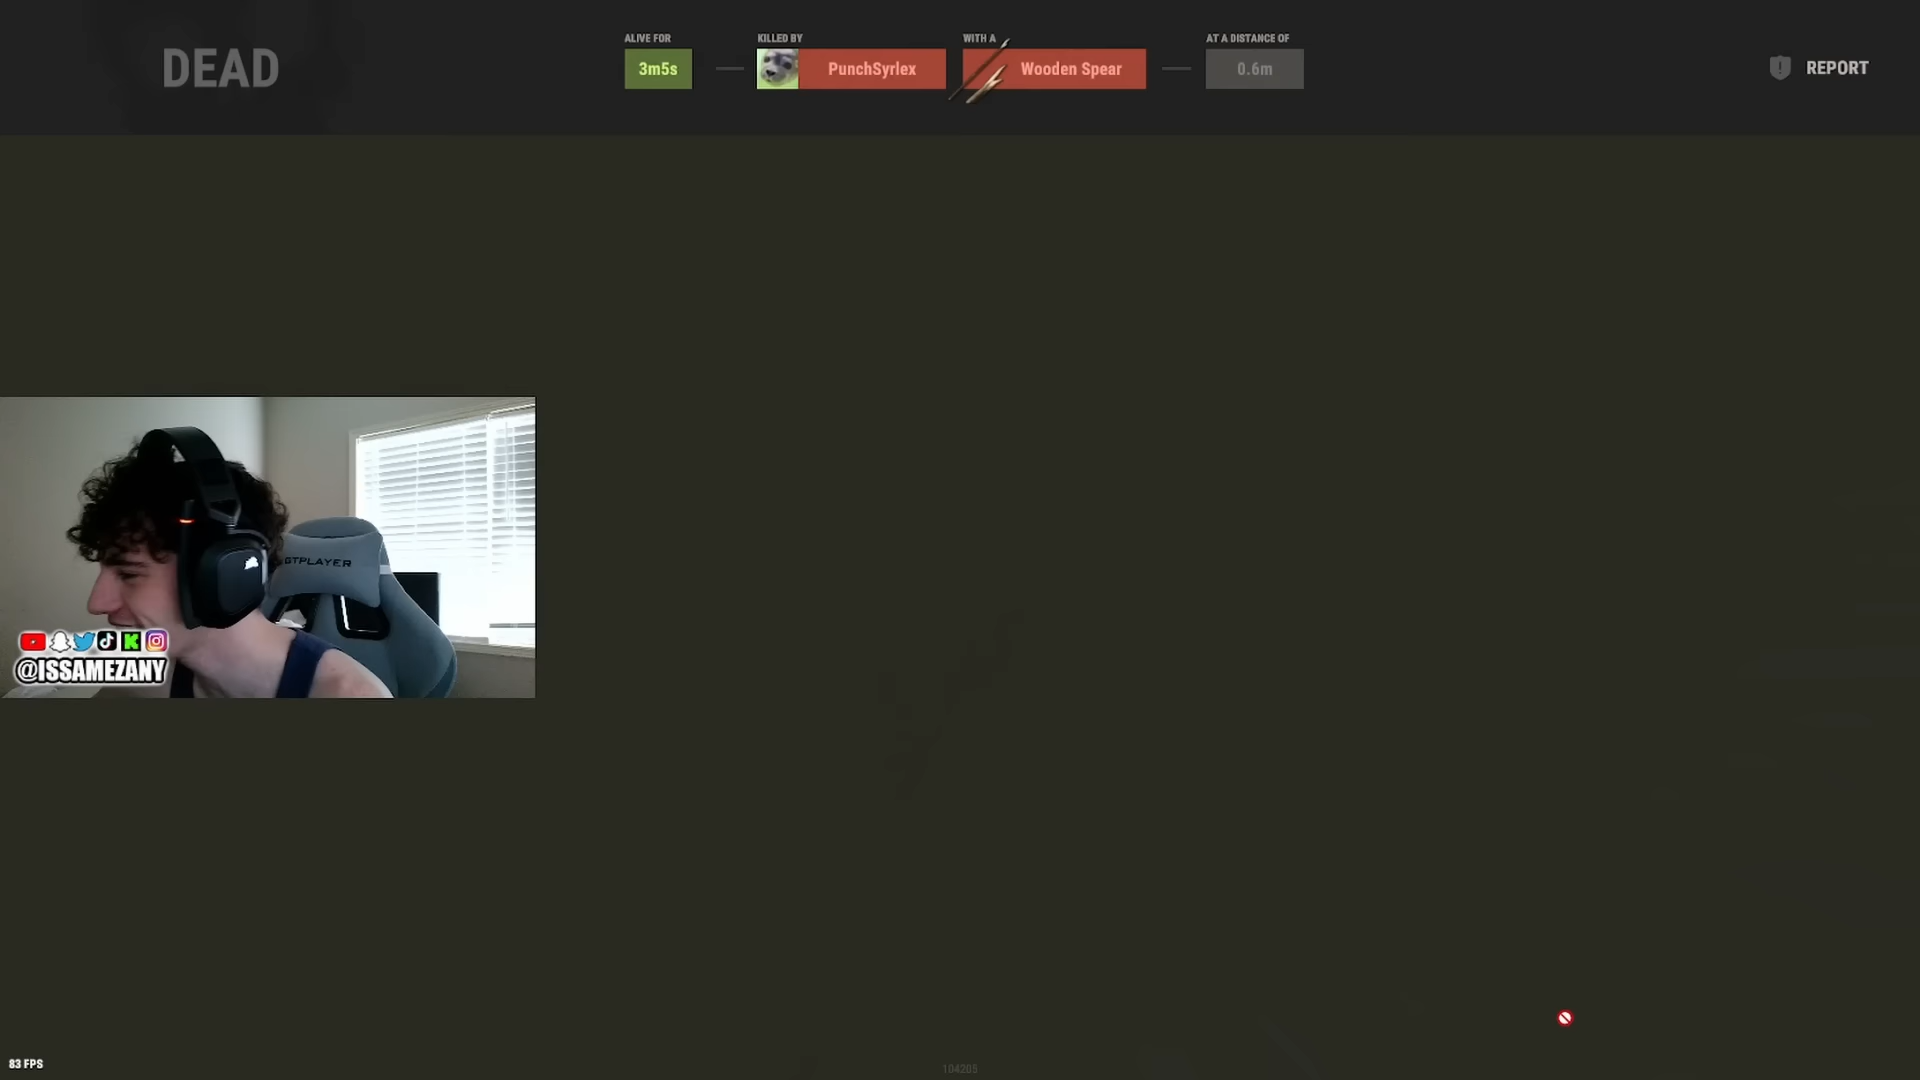 DEAD
ALIVE FOR
3m5s
KILLED BY
PunchSyrlex
WITH A
Wooden Spear
AT A DISTANCE OF
0.6m
REPORT
GTPLAYER
@ISSAMEZANY
83 FPS
104205